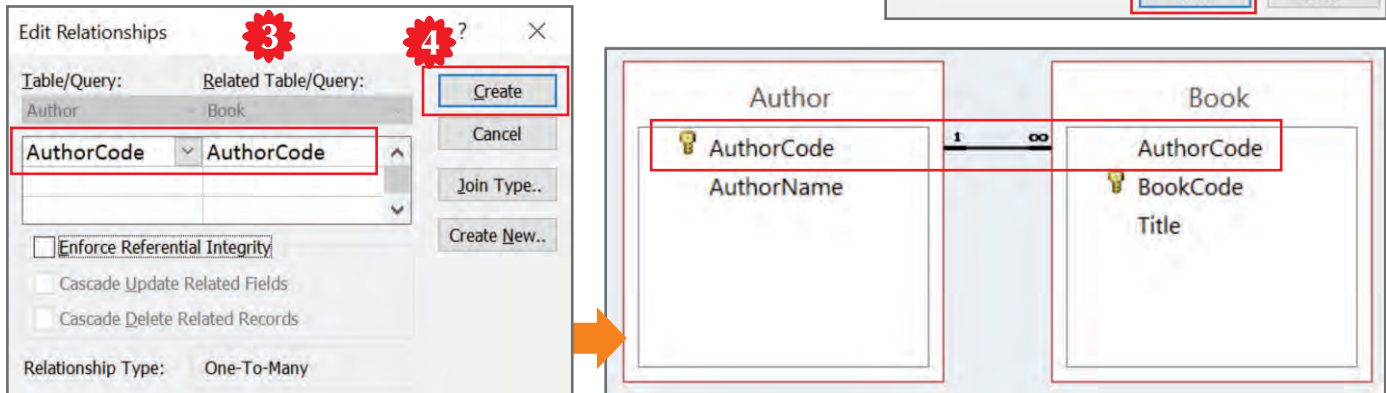 Edit Relationships
3
4
?
Table/Query:
Related Table/Query:
Author
Book
AuthorCode
AuthorCode
Enforce Referential Integrity
Cascade Update Related Fields
Cascade Delete Related Records
Relationship Type:
One-To-Many
Create
Cancel
Join Type..
Create New..
Author
AuthorCode
AuthorName
1
∞
Book
AuthorCode
BookCode
Title